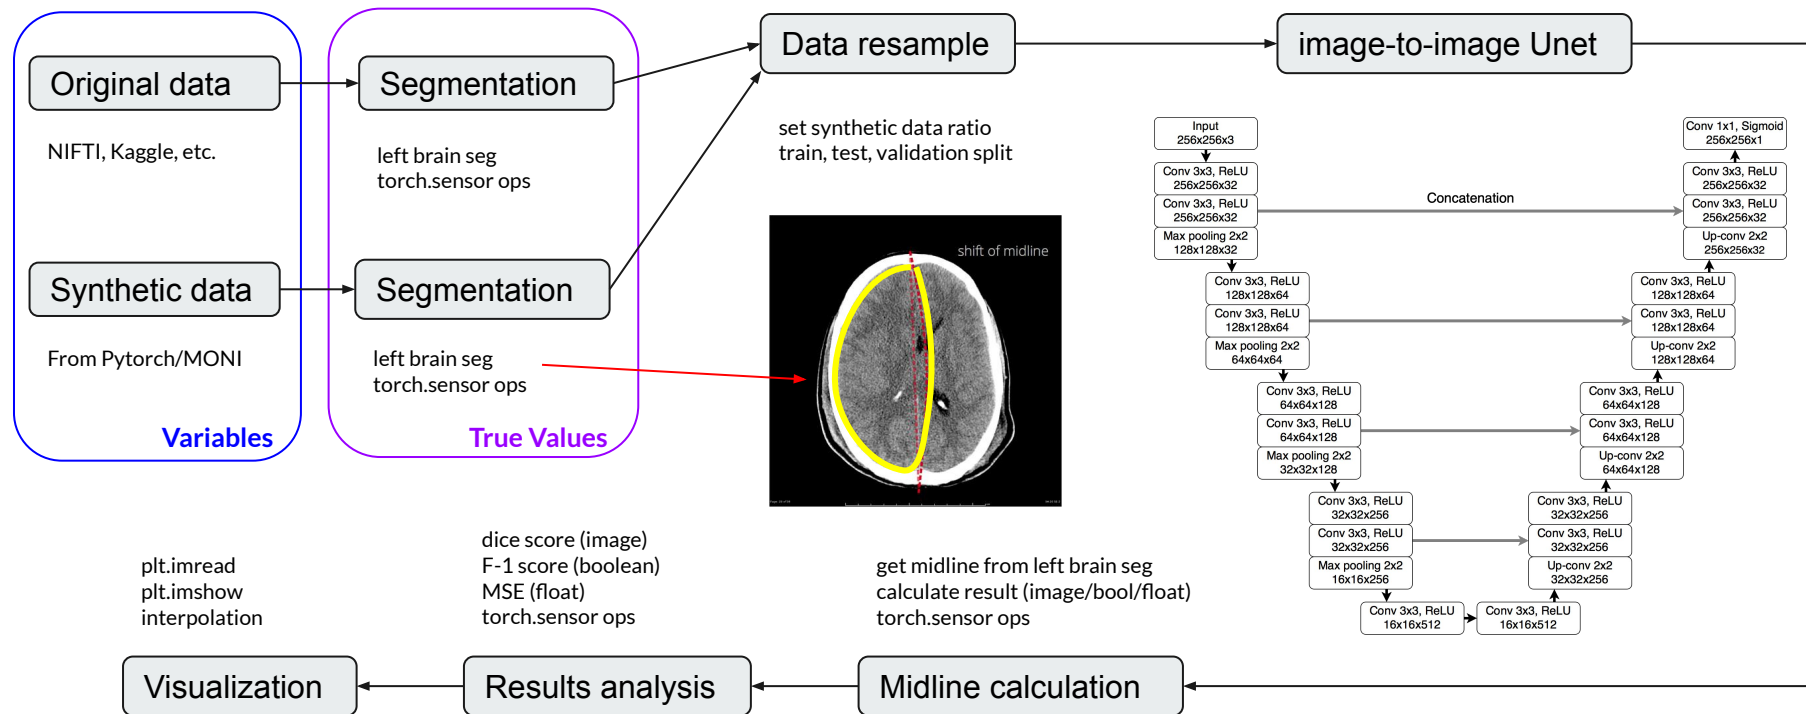 Original data
NIFTI, Kaggle, etc.
Synthetic data
From Pytorch/MONI
Variables
Segmentation
left brain seg
torch.sensor ops
Segmentation
left brain seg
torch.sensor ops
True Values
Data resample
set synthetic data ratio
train, test, validation split
shift of midline
image-to-image Unet
Input
256x256x3
Conv 3x3, ReLU
256x256x32
Conv 3x3, ReLU
256x256x32
Max pooling 2x2
128x128x32
Conv 3x3, ReLU
128x128x64
Conv 3x3, ReLU
128x128x64
Max pooling 2x2
64x64x64
Conv 3x3, ReLU
64x64x128
Conv 3x3, ReLU
64x64x128
Max pooling 2x2
32x32x128
Conv 3x3, ReLU
32x32x256
Conv 3x3, ReLU
32x32x256
Max pooling 2x2
16x16x256
Conv 3x3, ReLU
16x16x512
Conv 3x3, ReLU
16x16x512
Concatenation
Conv 1x1, Sigmoid
256x256x1
Conv 3x3, ReLU
256x256x32
Conv 3x3, ReLU
256x256x32
Up-conv 2x2
256x256x32
Conv 3x3, ReLU
128x128x64
Conv 3x3, ReLU
128x128x64
Up-conv 2x2
128x128x64
Conv 3x3, ReLU
64x64x128
Conv 3x3, ReLU
64x64x128
Up-conv 2x2
64x64x128
Conv 3x3, ReLU
32x32x256
Conv 3x3, ReLU
32x32x256
Up-conv 2x2
32x32x256
get midline from left brain seg
calculate result (image/bool/float)
torch.sensor ops
Midline calculation
dice score (image)
F-1 score (boolean)
MSE (float)
torch.sensor ops
Results analysis
plt.imread
plt.imshow
interpolation
Visualization